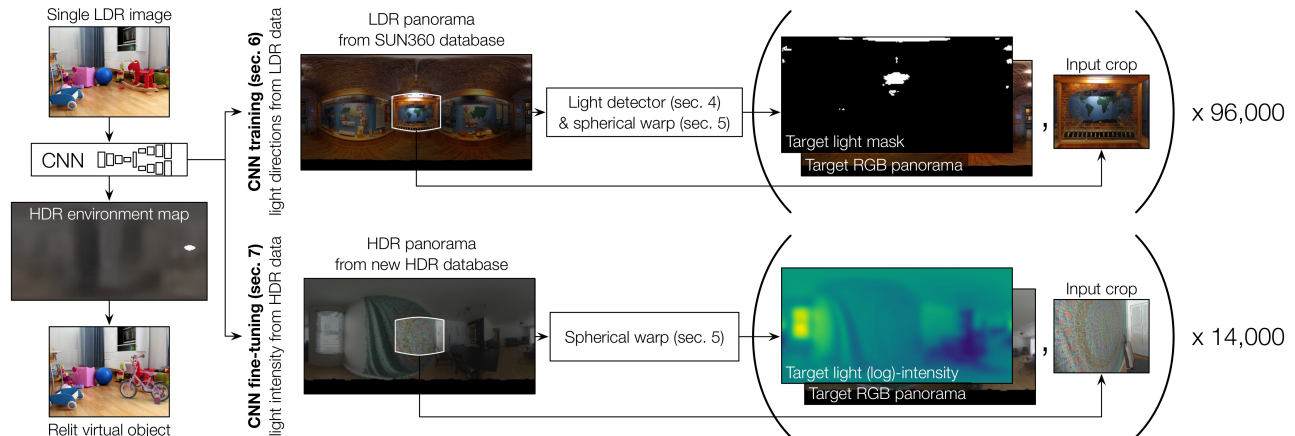 Single LDR image
CNN
HDR environment map
Relit virtual object
CNN training (sec. 6)
light directions from LDR data
LDR panorama
from SUN360 database
Light detector (sec. 4)
& spherical warp (sec. 5)
Target light mask
Target RGB panorama
,
Input crop
x 96,000
CNN fine-tuning (sec. 7)
light intensity from HDR data
HDR panorama
from new HDR database
Spherical warp (sec. 5)
Target light (log)-intensity
Target RGB panorama
,
Input crop
x 14,000